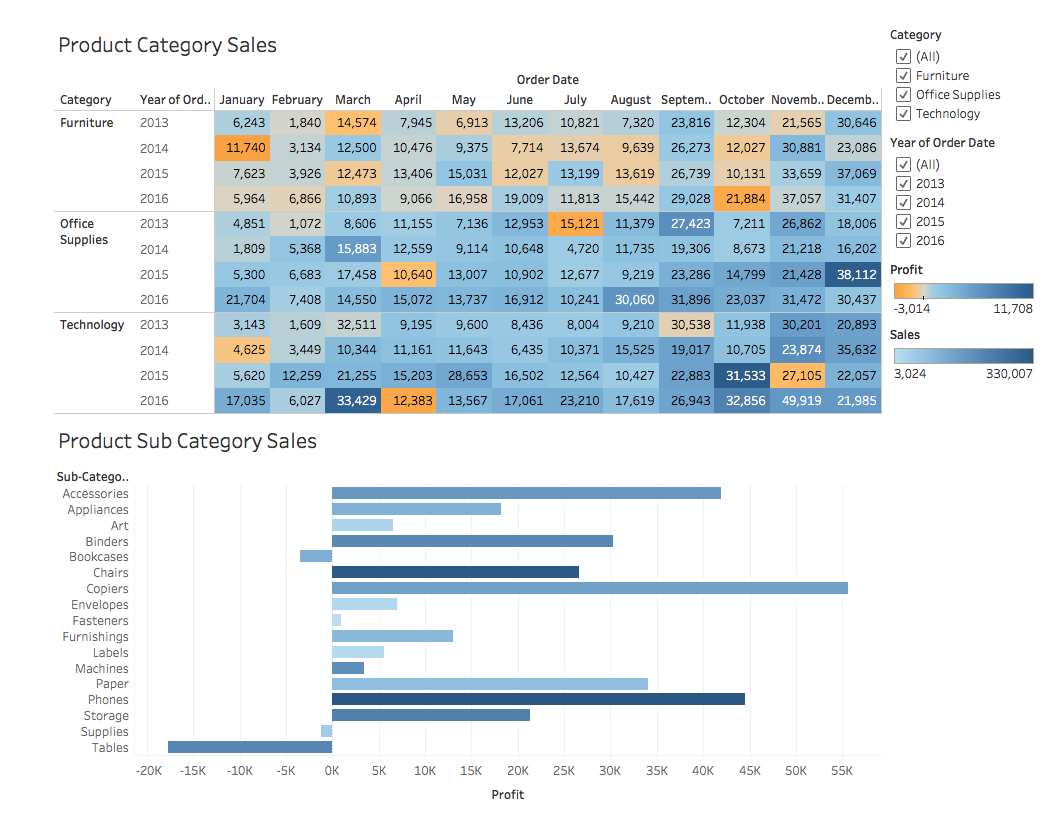 Product Category Sales
Order Date
Category Year of Ord.. January February March April May June July August Septem.. October Novemb.. Decemb..
Furniture 2013 6,243 1,840 14,574 7,945 6,913 13,206 10,821 7,320 23,816 12,304 21,565 30,646
2014 11,740 3,134 12,500 10,476 9,375 7,714 13,674 9,639 26,273 12,027 30,881 23,086
2015 7,623 3,926 12,473 13,406 15,031 12,027 13,199 13,619 26,739 10,131 33,659 37,069
2016 5,964 6,866 10,893 9,066 16,958 19,009 11,813 15,442 29,028 21,884 37,057 31,407
Office Supplies 2013 4,851 1,072 8,606 11,155 7,136 12,953 15,121 11,379 27,423 7,211 26,862 18,006
2014 1,809 5,368 15,883 12,559 9,114 10,648 4,720 11,735 19,306 8,673 21,218 16,202
2015 5,300 6,683 17,458 10,640 13,007 10,902 12,677 9,219 23,286 14,799 21,428 38,112
2016 21,704 7,408 14,550 15,072 13,737 16,912 10,241 30,060 31,896 23,037 31,472 30,437
Technology 2013 3,143 1,609 32,511 9,195 9,600 8,436 8,004 9,210 30,538 11,938 30,201 20,893
2014 4,625 3,449 10,344 11,161 11,643 6,435 10,371 15,525 19,017 10,705 23,874 35,632
2015 5,620 12,259 21,255 15,203 28,653 16,502 12,564 10,427 22,883 31,533 27,105 22,057
2016 17,035 6,027 33,429 12,383 13,567 17,061 23,210 17,619 26,943 32,856 49,919 21,985
Category
(All)
Furniture
Office Supplies
Technology
Year of Order Date
(All)
2013
2014
2015
2016
Profit
-3,014 11,708
Sales
3,024 330,007
Product Sub Category Sales
Sub-Catego..
Accessories
Appliances
Art
Binders
Bookcases
Chairs
Copiers
Envelopes
Fasteners
Furnishings
Labels
Machines
Paper
Phones
Storage
Supplies
Tables
-20K -15K -10K -5K 0K 5K 10K 15K 20K 25K 30K 35K 40K 45K 50K 55K
Profit